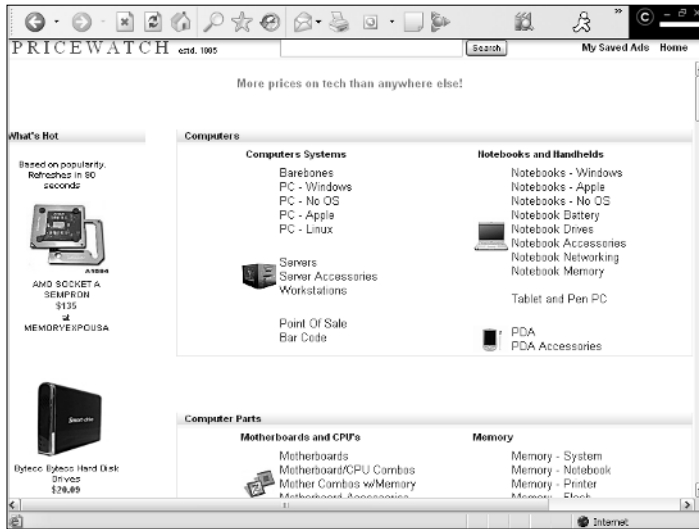 PRICEWATCH estd. 1995
Search
My Saved Ads Home
More prices on tech than anywhere else!
What's Hot
Based on popularity.
Refreshes in 90
seconds
AMD SOCKET A
SEMPRON
$135
at
MEMORYEXPOUSA
Bytecc Bytecc Hard Disk
Drives
$20.09
Computers
Computers Systems
Barebones
PC - Windows
PC - No OS
PC - Apple
PC - Linux
Servers
Server Accessories
Workstations
Point Of Sale
Bar Code
Notebooks and Handhelds
Notebooks - Windows
Notebooks - Apple
Notebooks - No OS
Notebook Battery
Notebook Drives
Notebook Accessories
Notebook Networking
Notebook Memory
Tablet and Pen PC
PDA
PDA Accessories
Computer Parts
Motherboards and CPU's
Motherboards
Motherboard/CPU Combos
Mother Combos w/Memory
Motherboard Accessories
Memory
Memory - System
Memory - Notebook
Memory - Printer
Memory - Flash
Internet